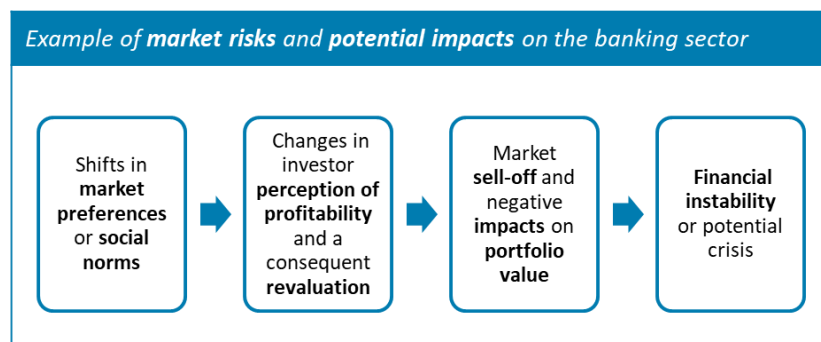 Example of market risks and potential impacts on the banking sector
Shifts in
market
preferences
or social
norms
Changes in
investor
perception of
profitability
and a
consequent
revaluation
Market
sell-off and
negative
impacts on
portfolio
value
Financial
instability
or potential
crisis